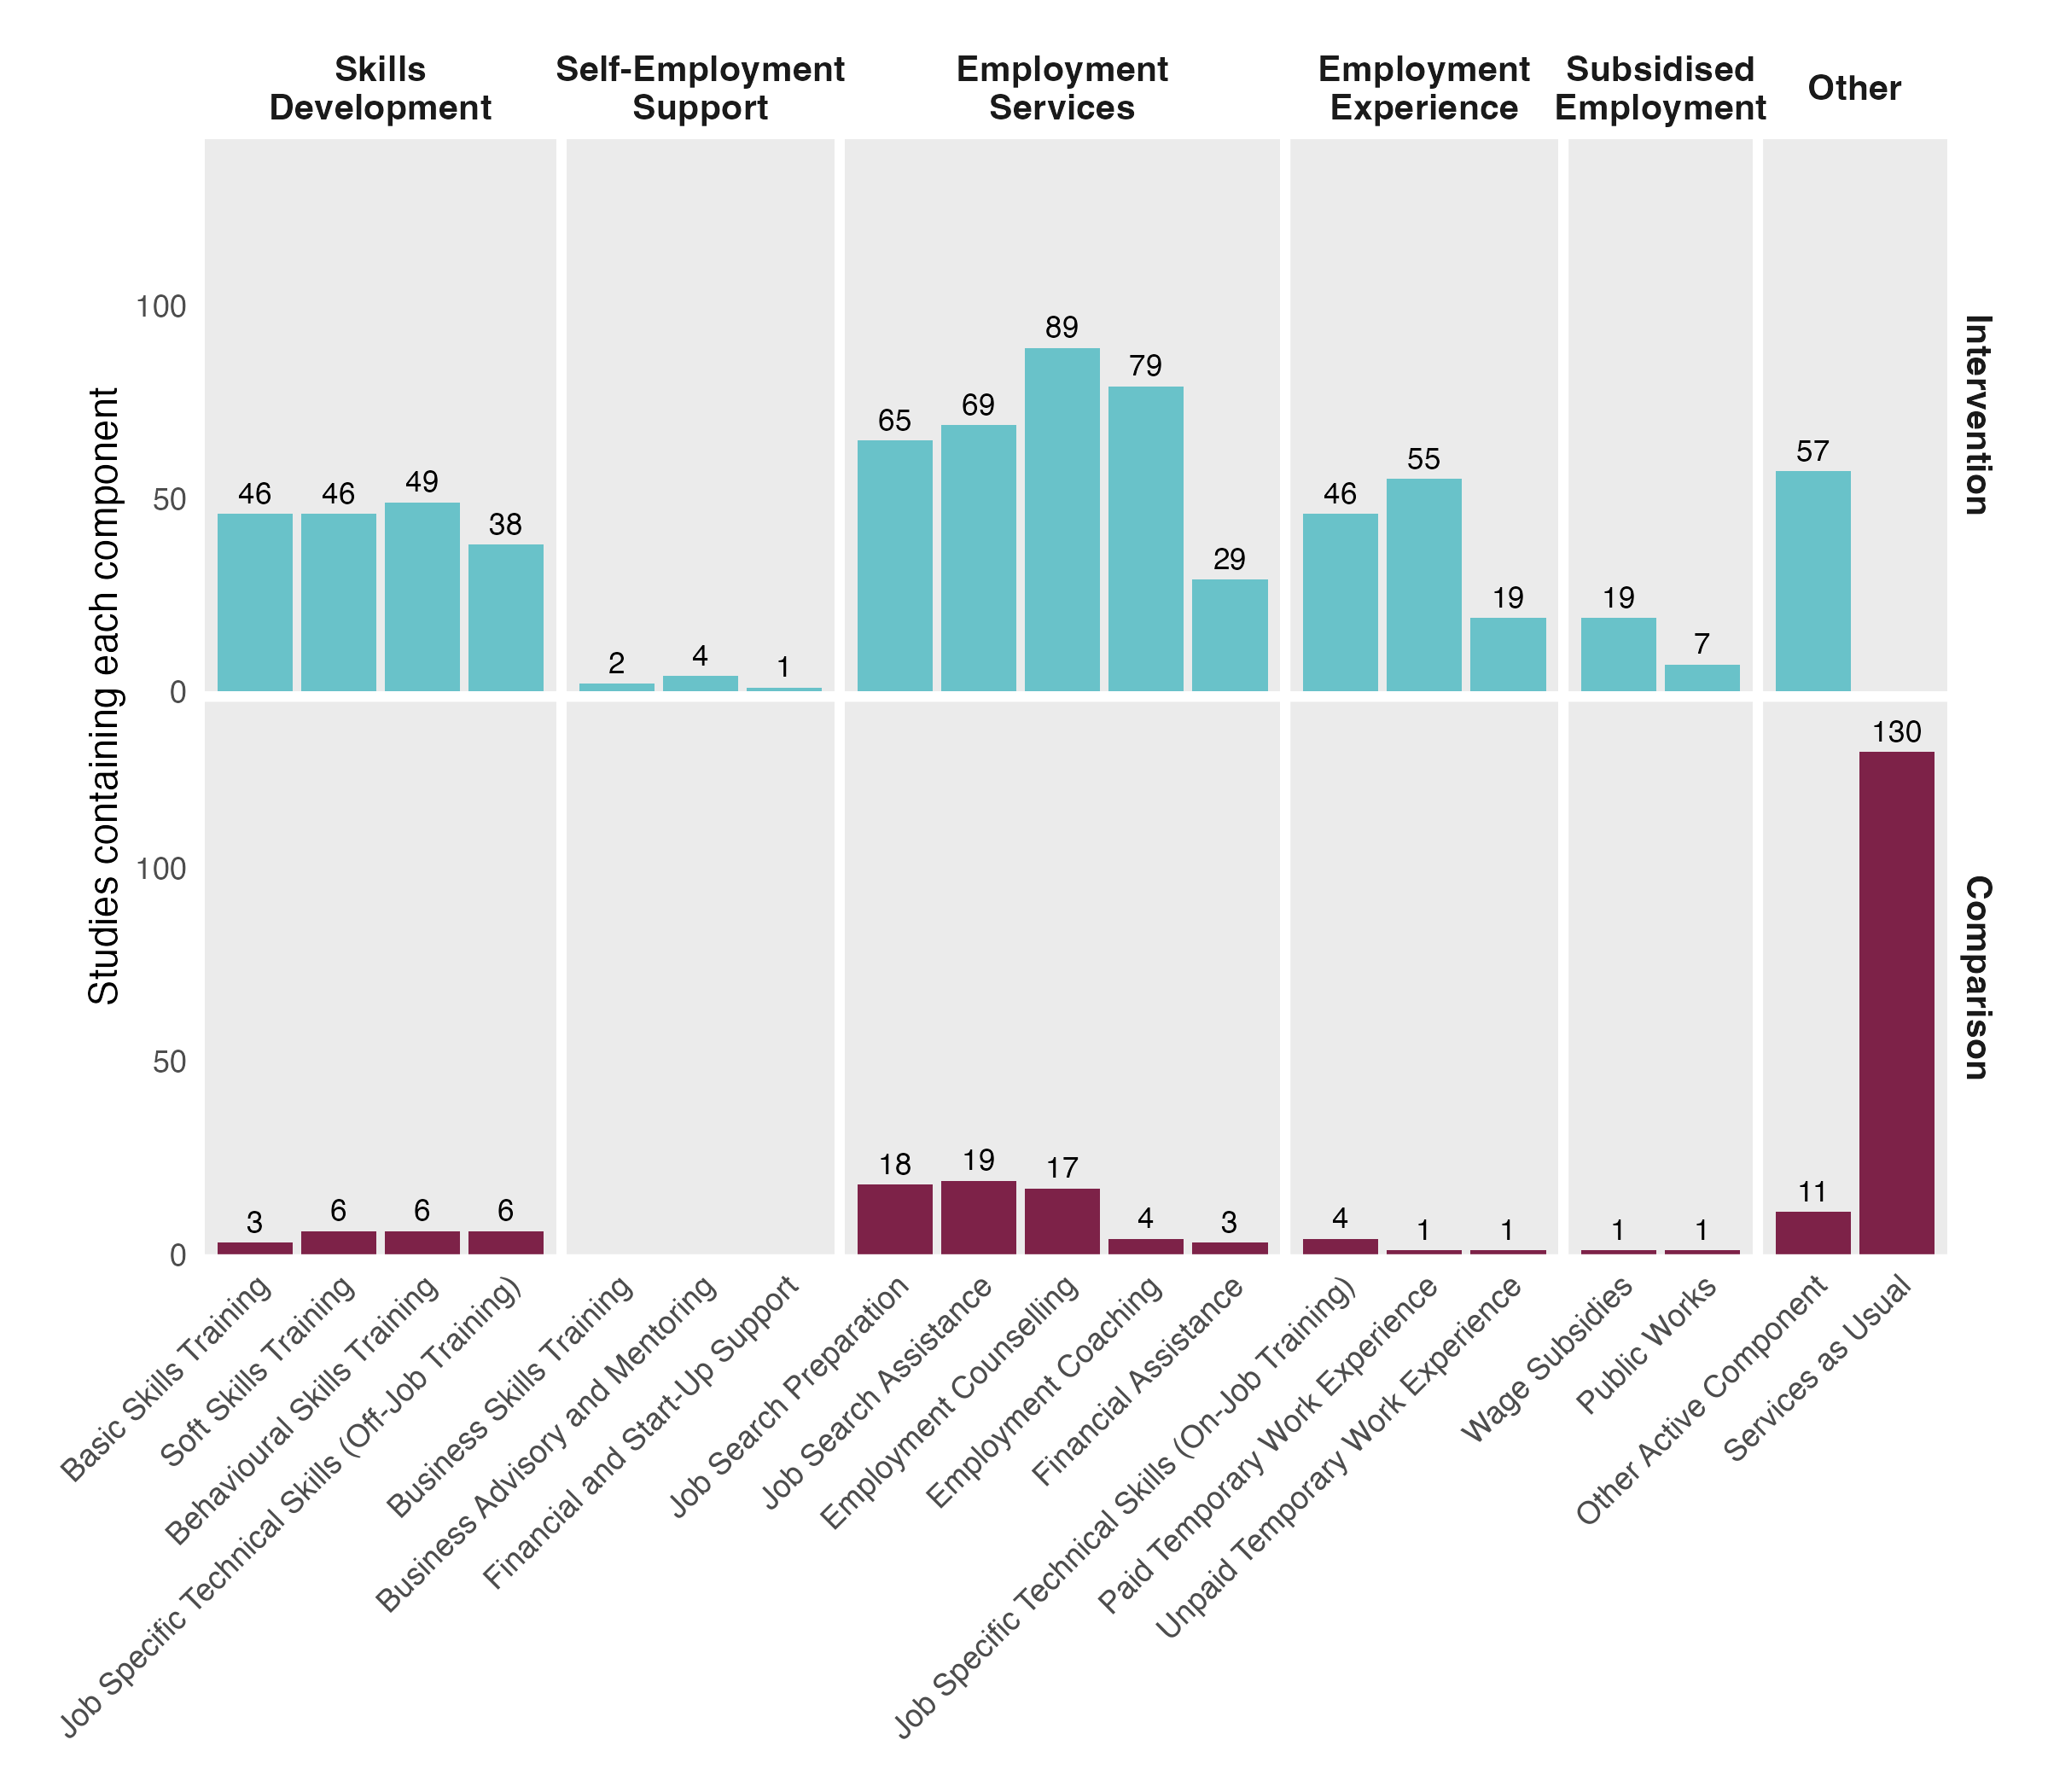 Skills
Development
Self-Employment
Support
Employment
Services
Employment
Experience
Subsidised
Employment
Other
Studies containing each component
100
50
0
46
46
49
38
2
4
1
65
69
89
79
29
46
55
19
19
7
57
Intervention
100
50
0
3
6
6
6
18
19
17
4
3
4
1
1
1
1
11
130
Comparison
Basic Skills Training
Soft Skills Training
Behavioural Skills Training
Job Specific Technical Skills (Off-Job Training)
Business Skills Training
Business Advisory and Mentoring
Financial and Start-Up Support
Job Search Preparation
Job Search Assistance
Employment Counselling
Employment Coaching
Financial Assistance
Job Specific Technical Skills (On-Job Training)
Paid Temporary Work Experience
Unpaid Temporary Work Experience
Wage Subsidies
Public Works
Other Active Component
Services as Usual